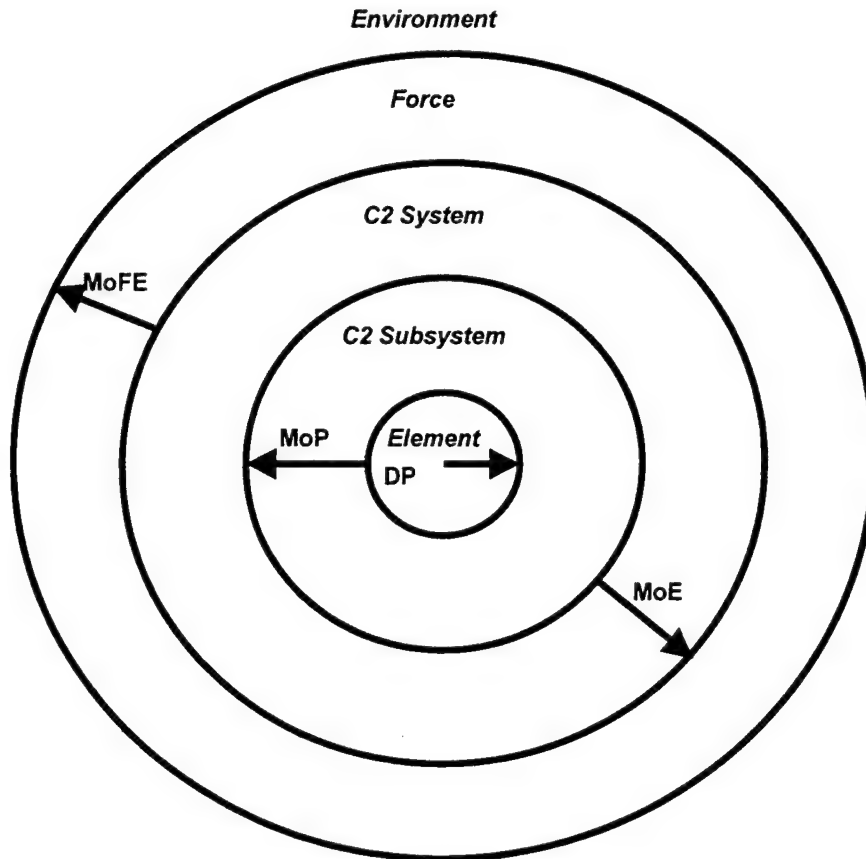 Environment
Force
C2 System
MoFE
C2 Subsystem
MoP
Element
DP
MoE